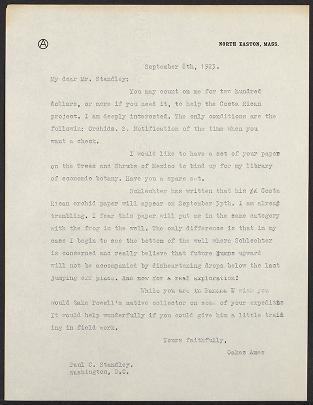 NORTH EASTON, MASS.
September 8th, 1923.
My dear Mr. Standley:
You may count on me for two hundred
dollars, or more if you need it, to help the Costa Rican
project. I am deeply interested. The only conditions are the
following: Orchids. 2. Notification of the time when you
want a check.
I would like to have a set of your paper
on the Trees and Shrubs of Mexico to bind up for my library
of economic botany. Have you a spare set.
Schlechter has written that his Costa
Rican orchid paper will appear on September 30th. I am alread
trembling. I fear this paper will put us in the same category
with the frog in the well. The only difference is that in my
case I begin to see the bottom of the well where Schlechter
is concerned and really believe that future jumps upward
will not be accompanied by disheartening drops below the last
jumping off place. And now for a real exploration!
While you are in Panama I wish you
would take Powell's native collector on some of your expeditio
It would help wonderfully if you could give him a little train
ing in field work.
Yours faithfully,
Oakes Ames
Paul C. Standley,
Washington, D.C.